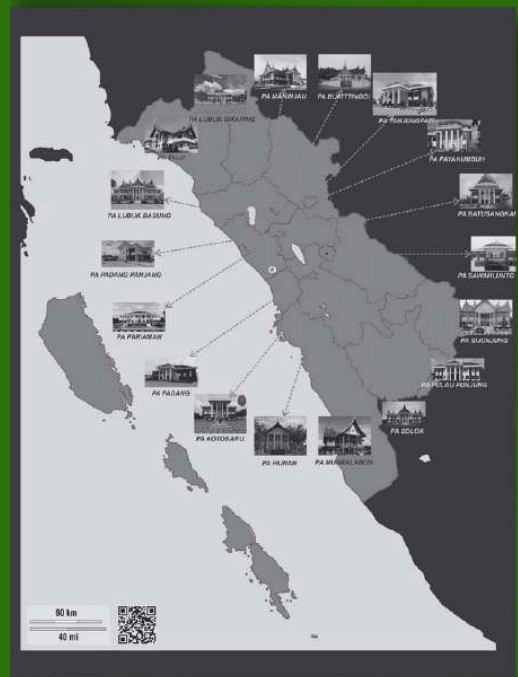 PA MANINJAU
PA BUKITTINGGI
PA LUBUK SIKAPING
PA TANJUNGPATI
PA TALU
PA PAYAKUMBUH
PA LUBUK BASUNG
PA BATUSANGKAR
PA PADANG PANJANG
PA SAWAHLUNTO
PA PARIAMAN
PA SIJUNJUNG
PA PADANG
PA PULAU PUNJUNG
PA KOTOBARU
PA SOLOK
PA PAINAN
PA MUARALABUH
60 km
40 mi